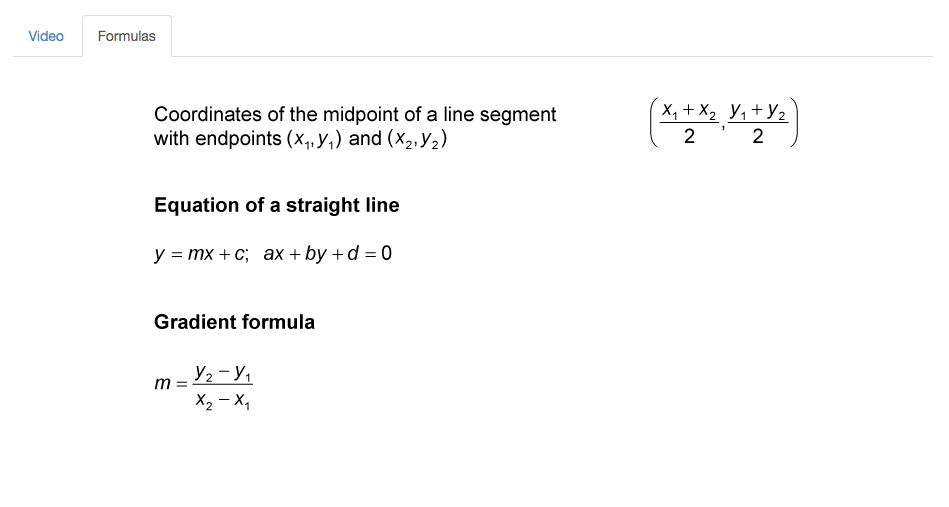 Video Formulas
Coordinates of the midpoint of a line segment
with endpoints (x₁, y₁) and (x₂, y₂)
((x₁ + x₂)/2, (y₁ + y₂)/2)
Equation of a straight line
y = mx + c; ax + by + d = 0
Gradient formula
m = (y₂ − y₁)/(x₂ − x₁)